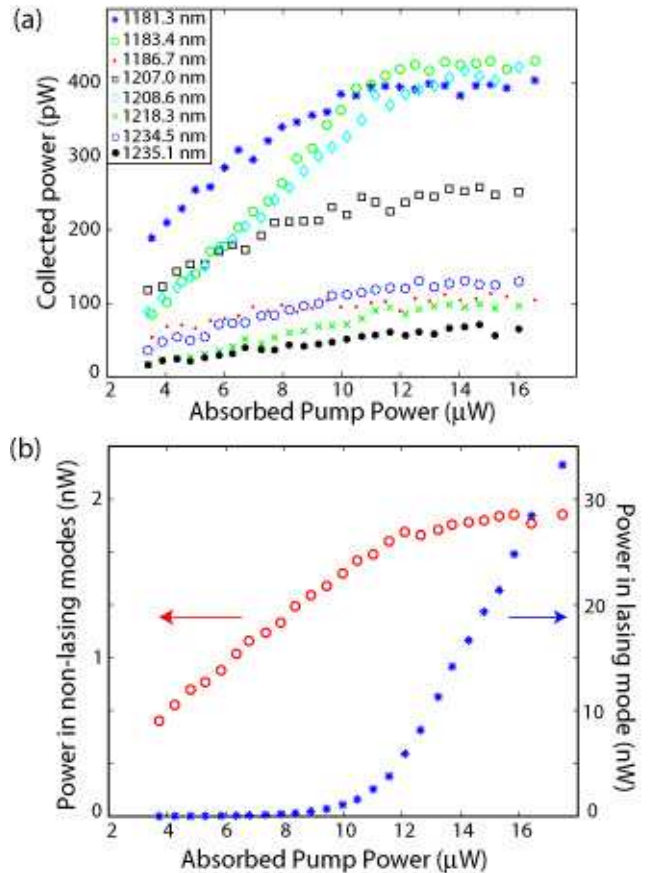 (a)
1181.3 nm
1183.4 nm
1186.7 nm
1207.0 nm
1208.6 nm
1218.3 nm
1234.5 nm
1235.1 nm
400
300
200
100
0
Collected power (pW)
2 4 6 8 10 12 14 16
Absorbed Pump Power (μW)
(b)
2
1
0
Power in non-lasing modes (nW)
30
20
10
0
Power in lasing mode (nW)
2 4 6 8 10 12 14 16
Absorbed Pump Power (μW)